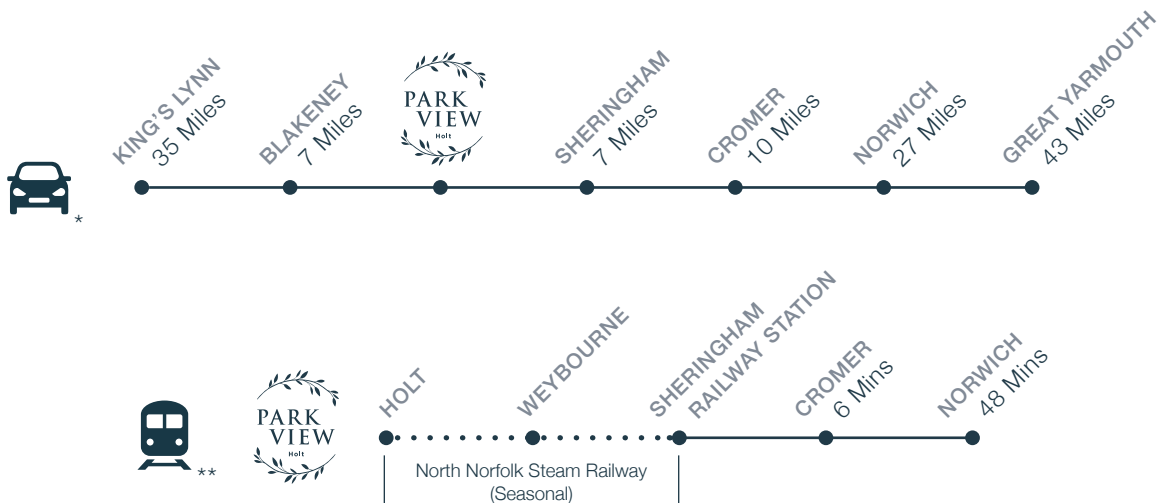 KING'S LYNN
35 Miles
BLAKENEY
7 Miles
PARK
VIEW
Holt
SHERINGHAM
7 Miles
CROMER
10 Miles
NORWICH
27 Miles
GREAT YARMOUTH
43 Miles
*
**
PARK
VIEW
Holt
HOLT
WEYBOURNE
SHERINGHAM
RAILWAY STATION
CROMER
6 Mins
NORWICH
48 Mins
North Norfolk Steam Railway
(Seasonal)